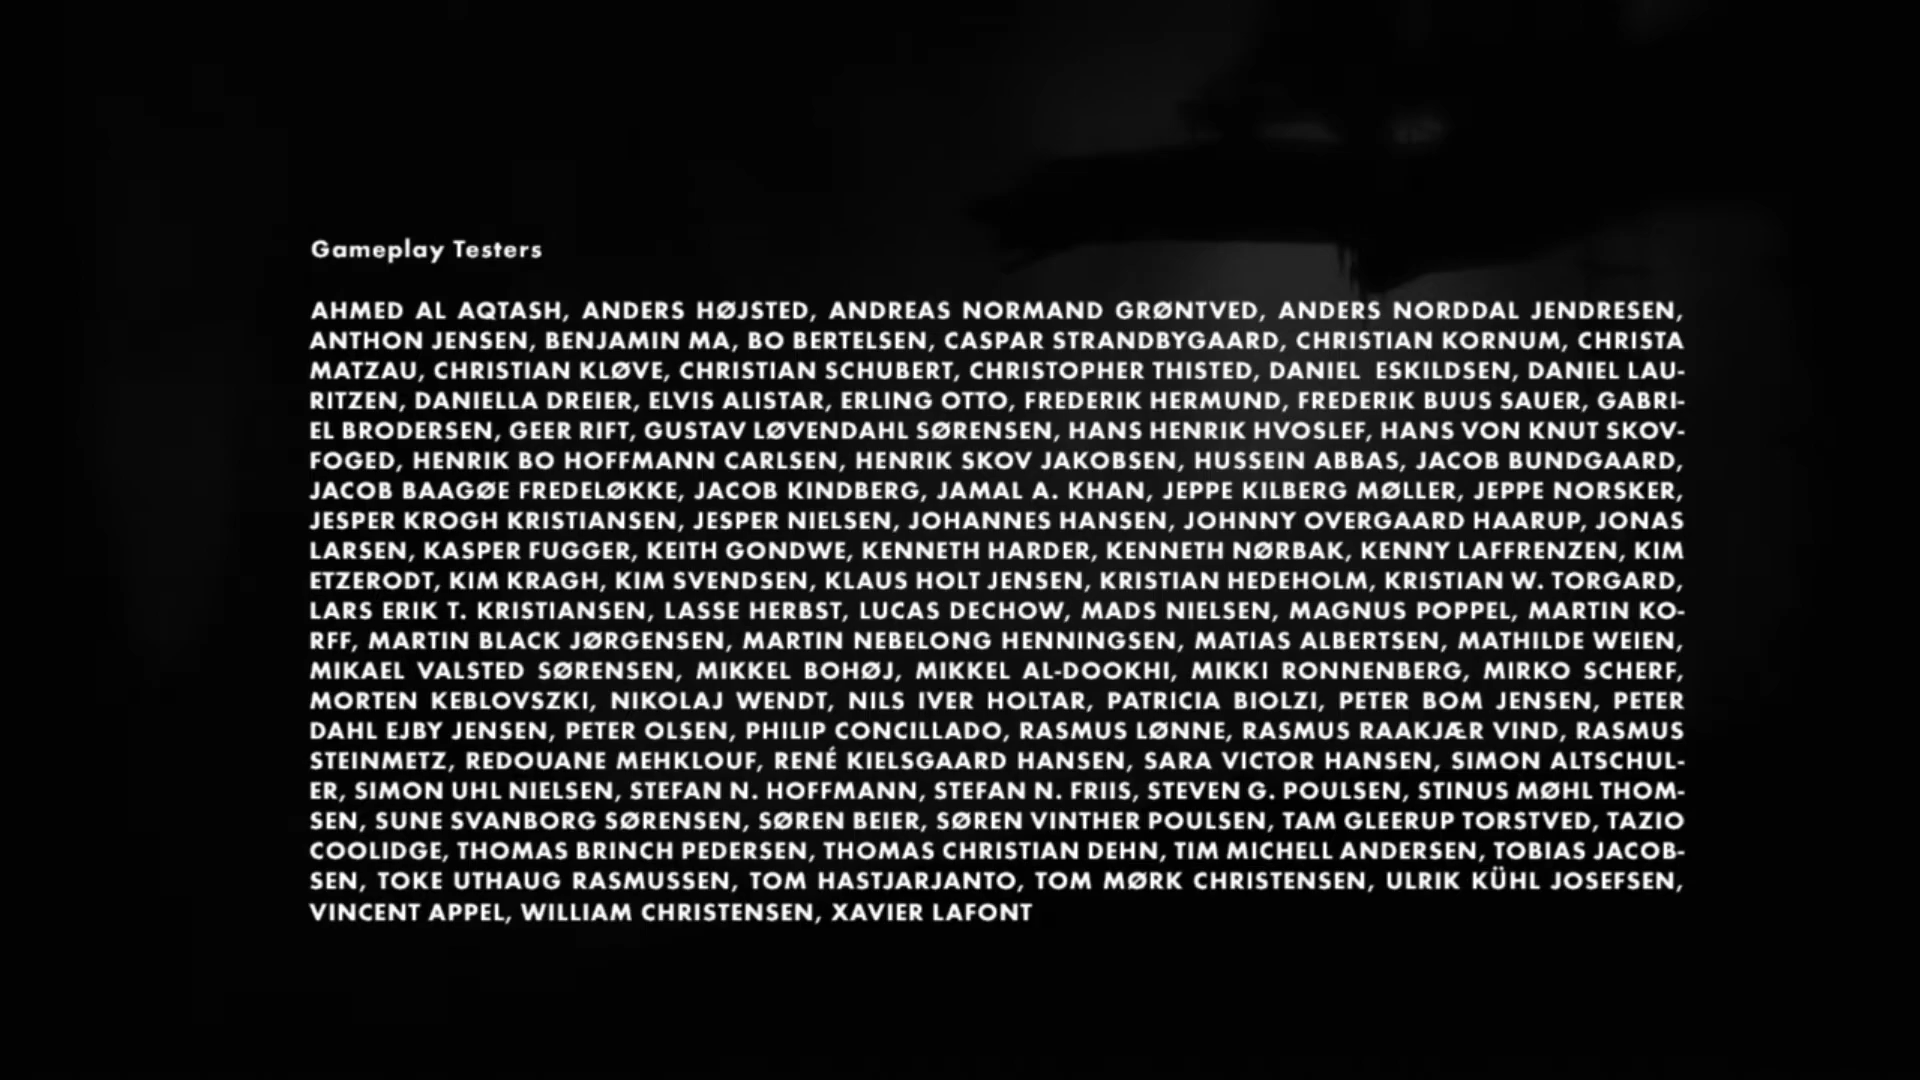 Gameplay Testers
AHMED AL AQTASH, ANDERS HØJSTED, ANDREAS NORMAND GRØNTVED, ANDERS NORDDAL JENDRESEN,
ANTHON JENSEN, BENJAMIN MA, BO BERTELSEN, CASPAR STRANDBYGAARD, CHRISTIAN KORNUM, CHRISTA
MATZAU, CHRISTIAN KLØVE, CHRISTIAN SCHUBERT, CHRISTOPHER THISTED, DANIEL ESKILDSEN, DANIEL LAU-
RITZEN, DANIELLA DREIER, ELVIS ALISTAR, ERLING OTTO, FREDERIK HERMUND, FREDERIK BUUS SAUER, GABRI-
EL BRODERSEN, GEER RIFT, GUSTAV LØVENDAHL SØRENSEN, HANS HENRIK HVOSLEF, HANS VON KNUT SKOV-
FOGED, HENRIK BO HOFFMANN CARLSEN, HENRIK SKOV JAKOBSEN, HUSSEIN ABBAS, JACOB BUNDGAARD,
JACOB BAAGØE FREDELØKKE, JACOB KINDBERG, JAMAL A. KHAN, JEPPE KILBERG MØLLER, JEPPE NORSKER,
JESPER KROGH KRISTIANSEN, JESPER NIELSEN, JOHANNES HANSEN, JOHNNY OVERGAARD HAARUP, JONAS
LARSEN, KASPER FUGGER, KEITH GONDWE, KENNETH HARDER, KENNETH NØRBAK, KENNY LAFFRENZEN, KIM
ETZERODT, KIM KRAGH, KIM SVENDSEN, KLAUS HOLT JENSEN, KRISTIAN HEDEHOLM, KRISTIAN W. TORGARD,
LARS ERIK T. KRISTIANSEN, LASSE HERBST, LUCAS DECHOW, MADS NIELSEN, MAGNUS POPPEL, MARTIN KO-
RFF, MARTIN BLACK JØRGENSEN, MARTIN NEBELONG HENNINGSEN, MATIAS ALBERTSEN, MATHILDE WEIEN,
MIKAEL VALSTED SØRENSEN, MIKKEL BOHØJ, MIKKEL AL-DOOKHI, MIKKI RONNENBERG, MIRKO SCHERF,
MORTEN KEBLOVSZKI, NIKOLAJ WENDT, NILS IVER HOLTAR, PATRICIA BIOLZI, PETER BOM JENSEN, PETER
DAHL EJBY JENSEN, PETER OLSEN, PHILIP CONCILLADO, RASMUS LØNNE, RASMUS RAAKJÆR VIND, RASMUS
STEINMETZ, REDOUANE MEHKLOUF, RENÉ KIELSGAARD HANSEN, SARA VICTOR HANSEN, SIMON ALTSCHUL-
ER, SIMON UHL NIELSEN, STEFAN N. HOFFMANN, STEFAN N. FRIIS, STEVEN G. POULSEN, STINUS MØHL THOM-
SEN, SUNE SVANBORG SØRENSEN, SØREN BEIER, SØREN VINTHER POULSEN, TAM GLEERUP TORSTVED, TAZIO
COOLIDGE, THOMAS BRINCH PEDERSEN, THOMAS CHRISTIAN DEHN, TIM MICHELL ANDERSEN, TOBIAS JACOB-
SEN, TOKE UTHAUG RASMUSSEN, TOM HASTJARJANTO, TOM MØRK CHRISTENSEN, ULRIK KÜHL JOSEFSEN,
VINCENT APPEL, WILLIAM CHRISTENSEN, XAVIER LAFONT